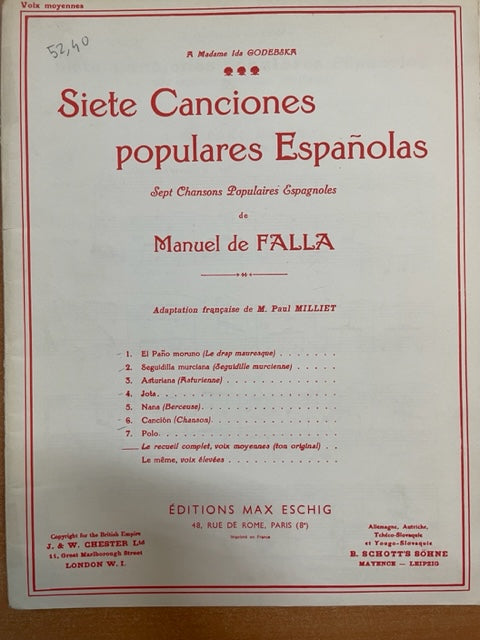 Voix moyennes
52,40
A Madame Ida GODEBSKA
Siete Canciones
populares Españolas
Sept Chansons Populaires Espagnoles
de
Manuel de FALLA
Adaptation française de M. Paul MILLIET
1. El Paño moruno (Le drap mauresque) . . . . . . .
2. Seguidilla murciana (Seguidille murcienne) . . . . .
3. Asturiana (Asturienne) . . . . . . . . . . . .
4. Jota . . . . . . . . . . . . . . . . . . .
5. Nana (Berceuse) . . . . . . . . . . . . . .
6. Canción (Chanson) . . . . . . . . . . . . .
7. Polo . . . . . . . . . . . . . . . . . . .
Le recueil complet, voix moyennes (ton original) . .
Le même, voix élevées . . . . . . . . . . . .
ÉDITIONS MAX ESCHIG
48, RUE DE ROME, PARIS (8e)
Imprimé en France
Copyright for the British Empire
J. & W. CHESTER Ltd
11, Great Marlborough Street
LONDON W. I.
Allemagne, Autriche,
Tchéco-Slovaquie
et Yougo-Slovaquie
B. SCHOTT'S SÖHNE
MAYENCE — LEIPZIG